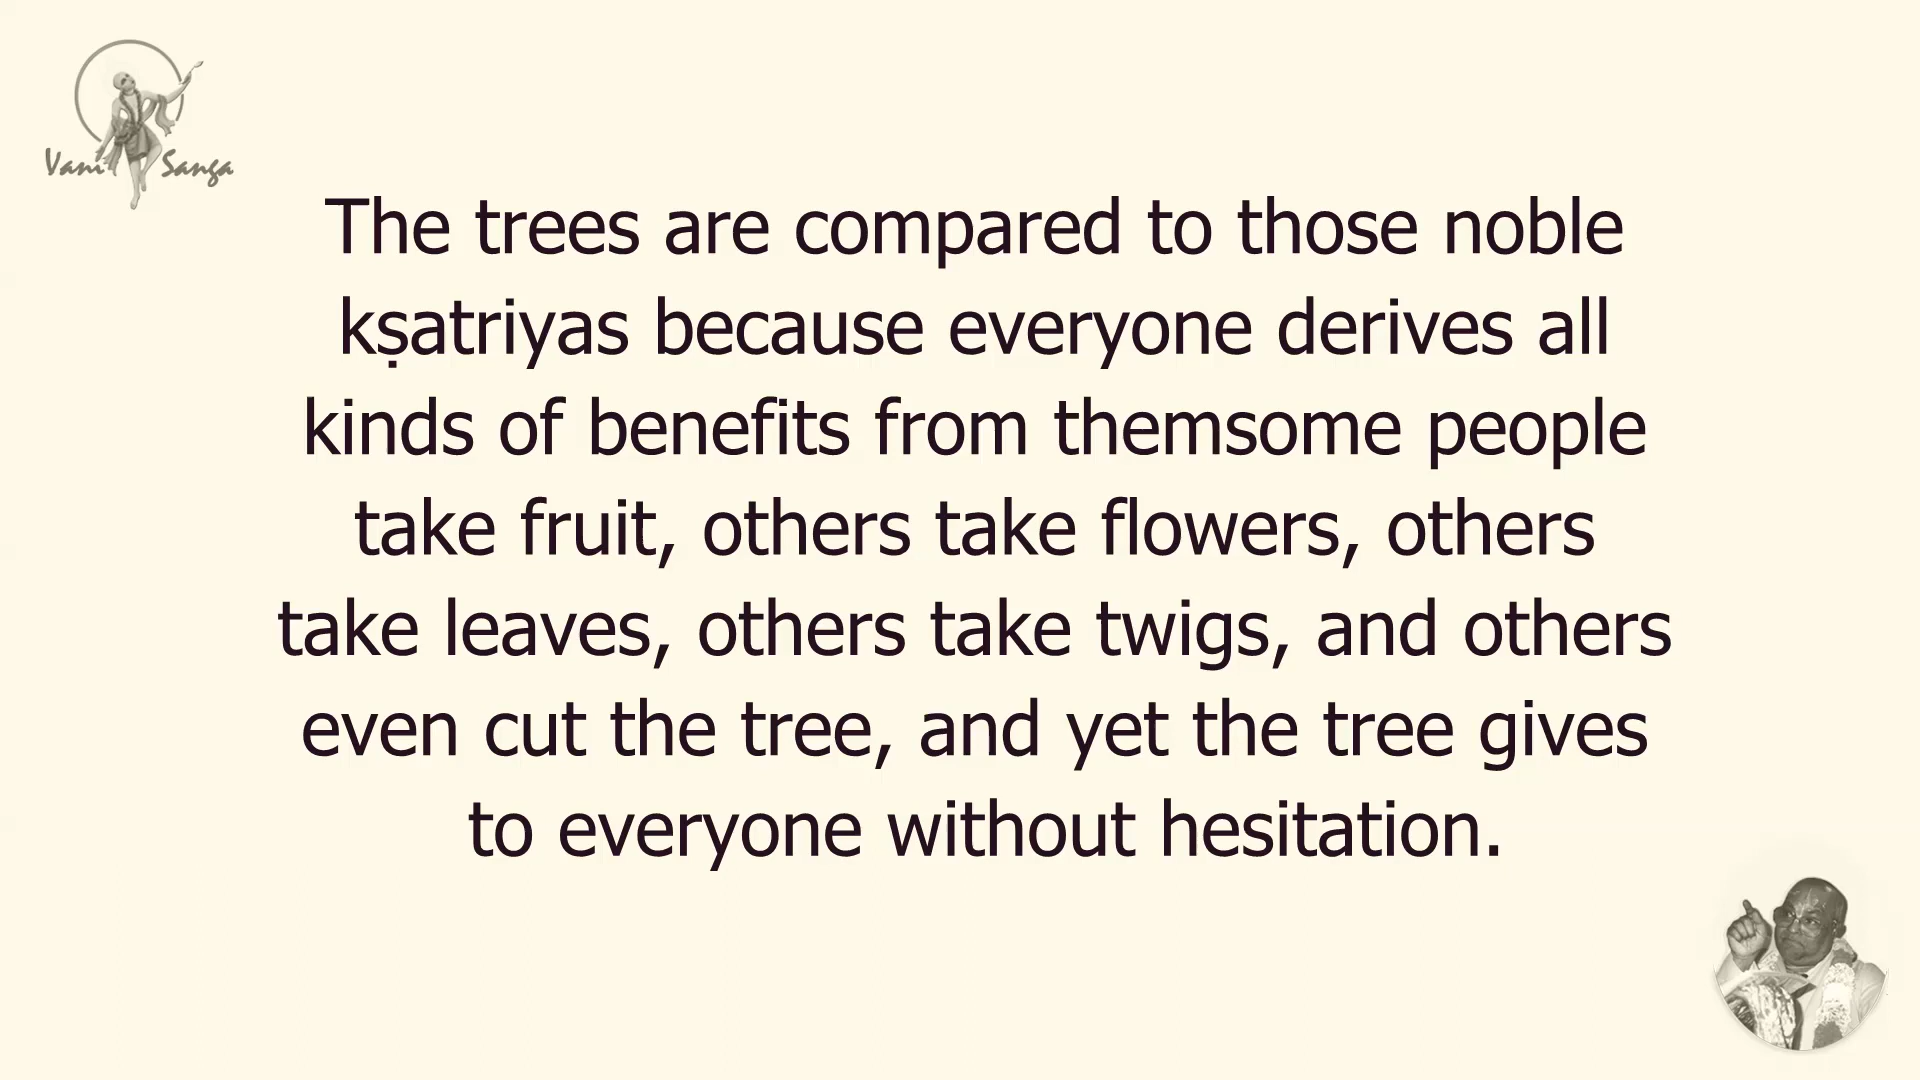 Vani Sanga
The trees are compared to those noble
kṣatriyas because everyone derives all
kinds of benefits from themsome people
take fruit, others take flowers, others
take leaves, others take twigs, and others
even cut the tree, and yet the tree gives
to everyone without hesitation.